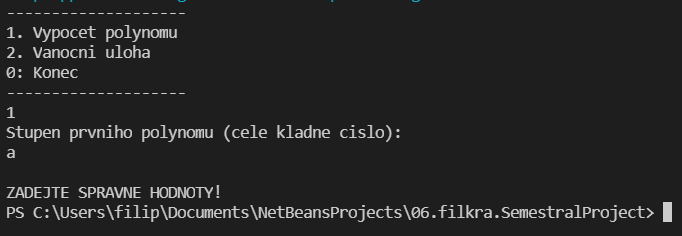 --------------------
1. Vypocet polynomu
2. Vanocni uloha
0: Konec
--------------------
1
Stupen prvniho polynomu (cele kladne cislo):
a

ZADEJTE SPRAVNE HODNOTY!
PS C:\Users\filip\Documents\NetBeansProjects\06.filkra.SemestralProject>